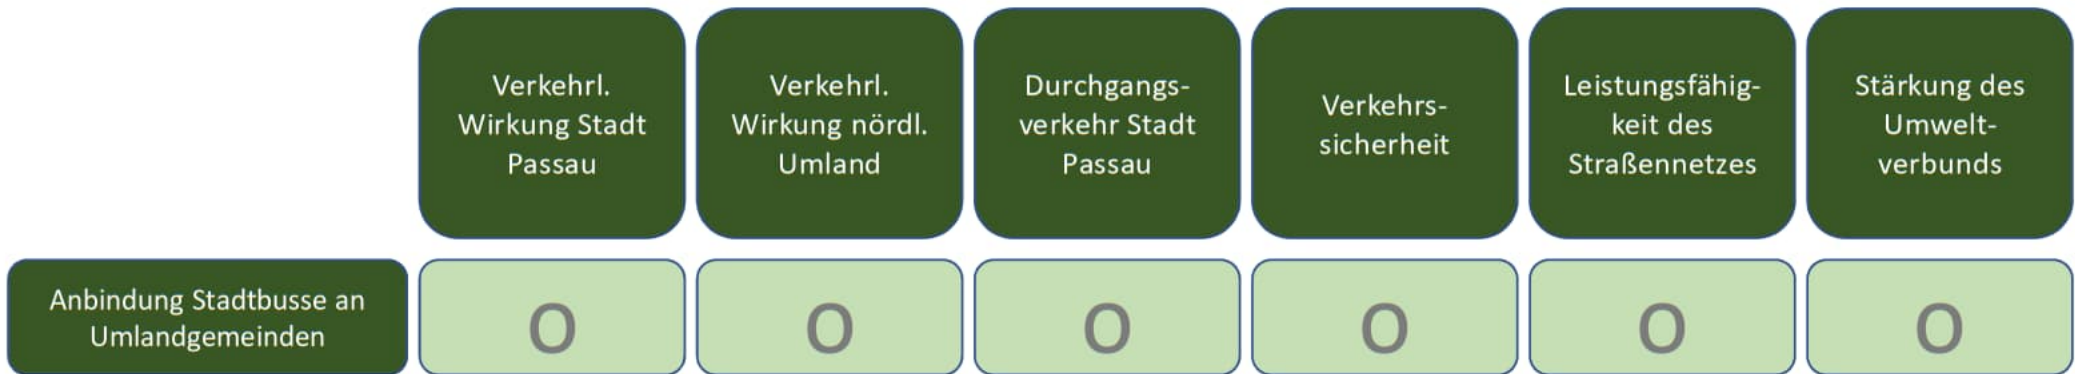 Verkehrl.
Wirkung Stadt
Passau
Verkehrl.
Wirkung nördl.
Umland
Durchgangs-
verkehr Stadt
Passau
Verkehrs-
sicherheit
Leistungsfähig-
keit des
Straßennetzes
Stärkung des
Umwelt-
verbunds
Anbindung Stadtbusse an
Umlandgemeinden
O O O O O O